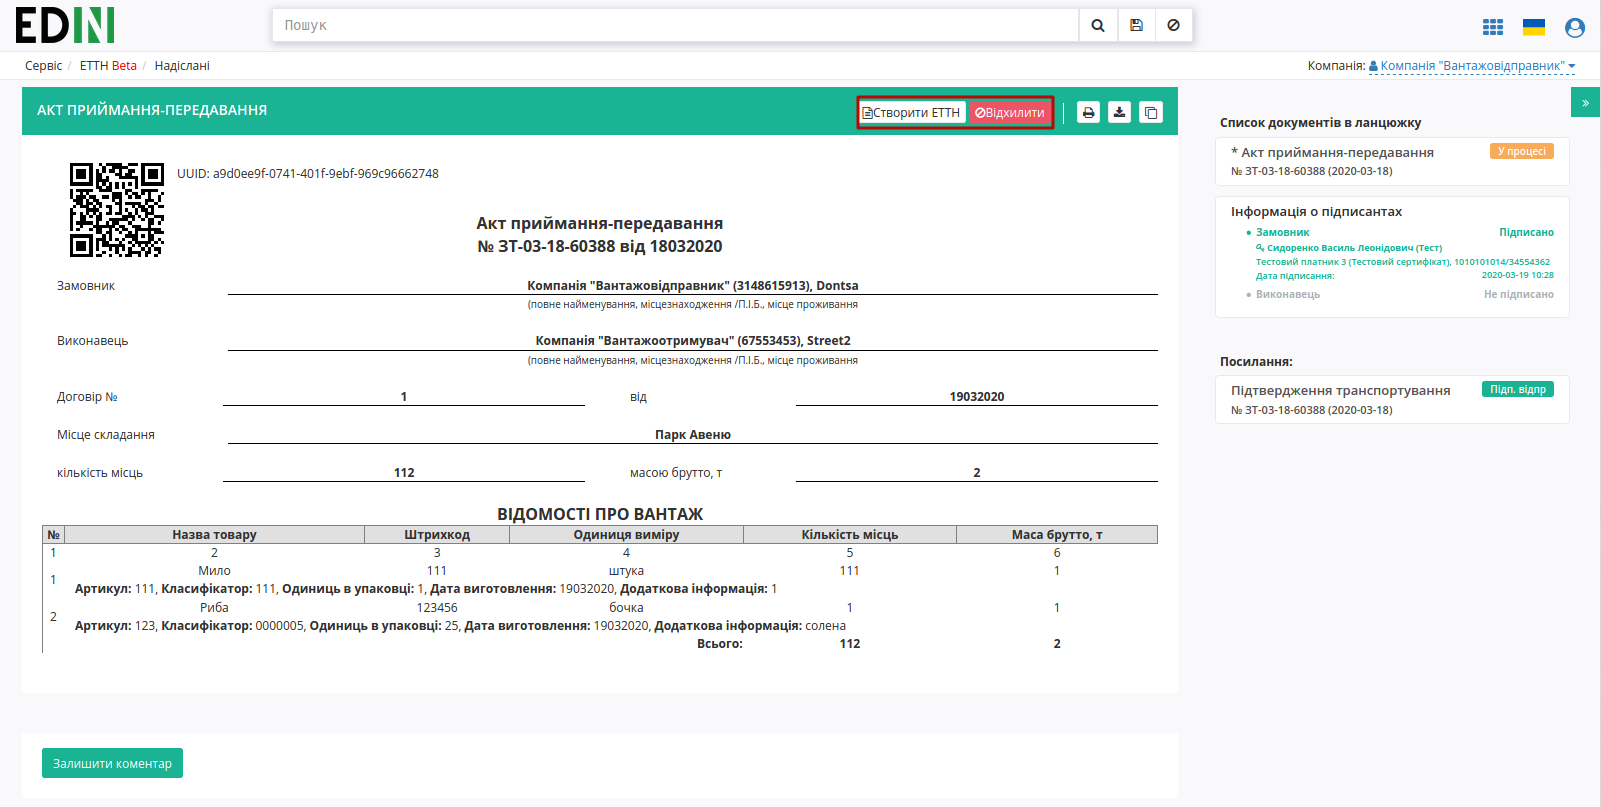 EDIN
Пошук
Сервіс / ЕТТН Beta / Надіслані
Компанія: Компанія "Вантажовідправник"
АКТ ПРИЙМАННЯ-ПЕРЕДАВАННЯ
Створити ЕТТН Відхилити
»
UUID: a9d0ee9f-0741-401f-9ebf-969c96662748
Акт приймання-передавання
№ ЗТ-03-18-60388 від 18032020
Замовник Компанія "Вантажовідправник" (3148615913), Dontsa
(повне найменування, місцезнаходження /П.І.Б., місце проживання
Виконавець Компанія "Вантажоотримувач" (67553453), Street2
(повне найменування, місцезнаходження /П.І.Б., місце проживання
Договір № 1 від 19032020
Місце складання Парк Авеню
кількість місць 112 масою брутто, т 2
ВІДОМОСТІ ПРО ВАНТАЖ
№ Назва товару Штрихкод Одиниця виміру Кількість місць Маса брутто, т
1 2 3 4 5 6
1 Мило 111 штука 111 1
Артикул: 111, Класифікатор: 111, Одиниць в упаковці: 1, Дата виготовлення: 19032020, Додаткова інформація: 1
2 Риба 123456 бочка 1 1
Артикул: 123, Класифікатор: 0000005, Одиниць в упаковці: 25, Дата виготовлення: 19032020, Додаткова інформація: солена
Всього: 112 2
Залишити коментар
Список документів в ланцюжку
* Акт приймання-передавання У процесі
№ ЗТ-03-18-60388 (2020-03-18)
Інформація о підписантах
Замовник Підписано
Сидоренко Василь Леонідович (Тест)
Тестовий платник 3 (Тестовий сертифікат), 1010101014/34554362
Дата підписання: 2020-03-19 10:28
Виконавець Не підписано
Посилання:
Підтвердження транспортування Підп. відпр
№ ЗТ-03-18-60388 (2020-03-18)